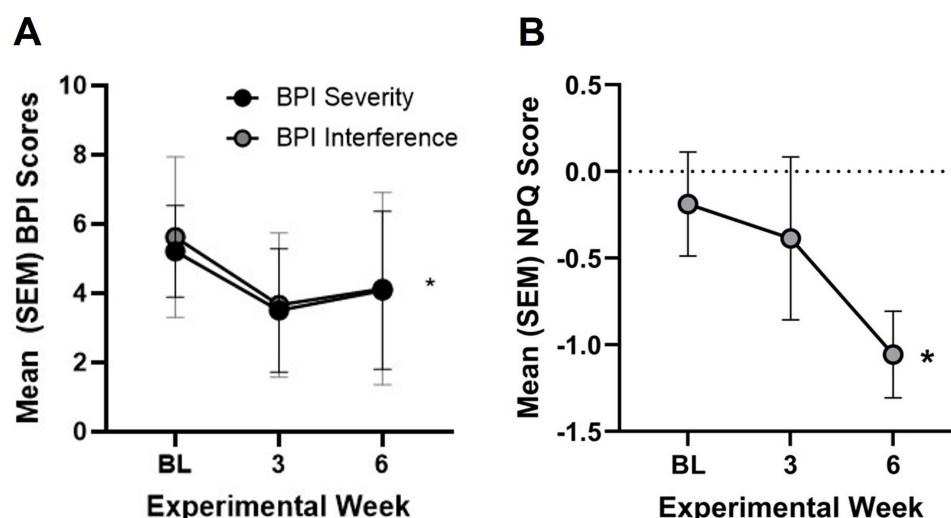 A
Mean (SEM) BPI Scores
10
8
6
4
2
0
BPI Severity
BPI Interference
*
BL 3 6
Experimental Week
B
Mean (SEM) NPQ Score
0.5
0.0
-0.5
-1.0
-1.5
*
BL 3 6
Experimental Week